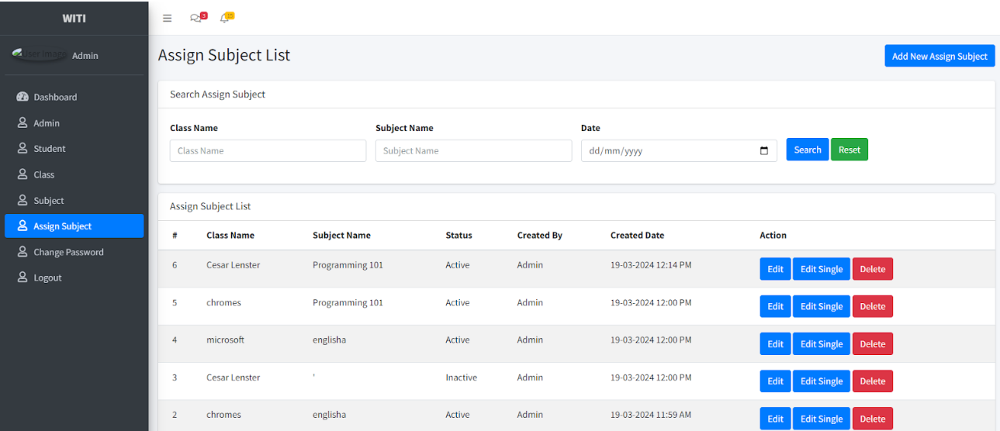 WITI
3
15
User Image Admin
Dashboard
Admin
Student
Class
Subject
Assign Subject
Change Password
Logout
Assign Subject List
Add New Assign Subject
Search Assign Subject
Class Name Subject Name Date
Class Name Subject Name dd/mm/yyyy Search Reset
Assign Subject List
# Class Name Subject Name Status Created By Created Date Action
6 Cesar Lenster Programming 101 Active Admin 19-03-2024 12:14 PM Edit Edit Single Delete
5 chromes Programming 101 Active Admin 19-03-2024 12:00 PM Edit Edit Single Delete
4 microsoft englisha Active Admin 19-03-2024 12:00 PM Edit Edit Single Delete
3 Cesar Lenster ' Inactive Admin 19-03-2024 12:00 PM Edit Edit Single Delete
2 chromes englisha Active Admin 19-03-2024 11:59 AM Edit Edit Single Delete